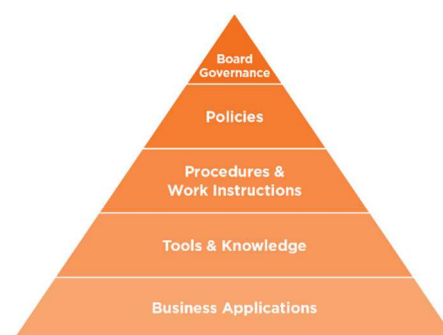 Board
Governance
Policies
Procedures &
Work Instructions
Tools & Knowledge
Business Applications